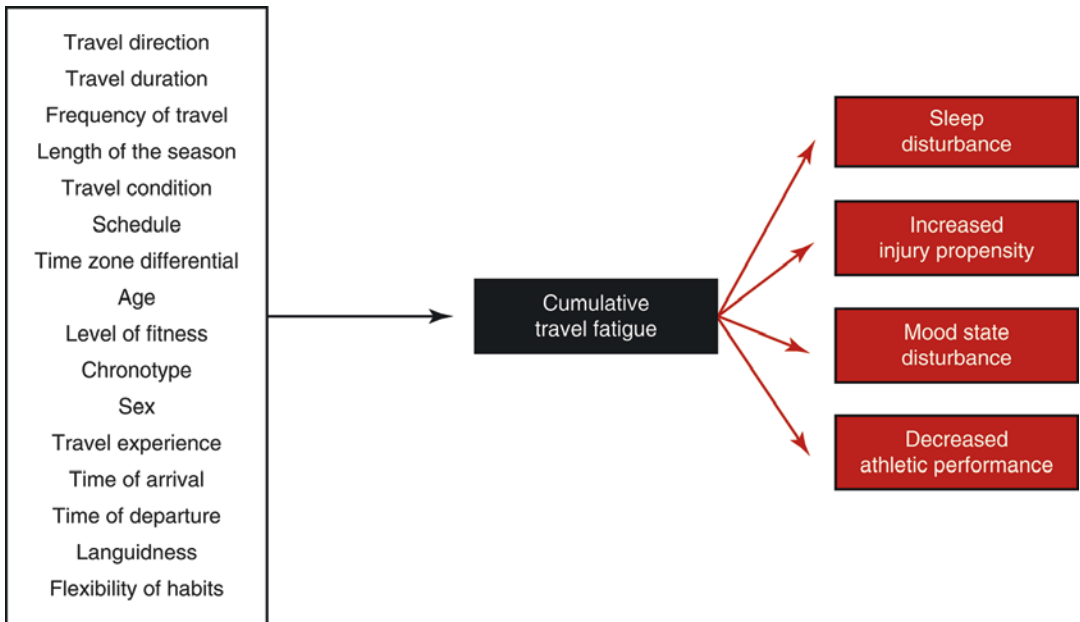 Travel direction
Travel duration
Frequency of travel
Length of the season
Travel condition
Schedule
Time zone differential
Age
Level of fitness
Chronotype
Sex
Travel experience
Time of arrival
Time of departure
Languidness
Flexibility of habits
Cumulative
travel fatigue
Sleep
disturbance
Increased
injury propensity
Mood state
disturbance
Decreased
athletic performance